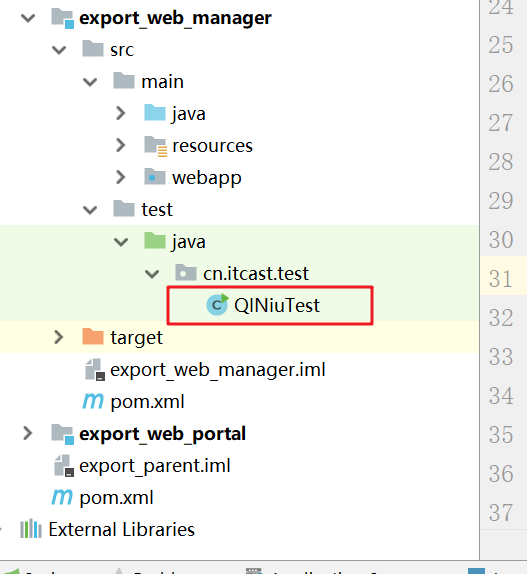 export_web_manager
src
main
java
resources
webapp
test
java
cn.itcast.test
QINiuTest
target
export_web_manager.iml
pom.xml
export_web_portal
export_parent.iml
pom.xml
External Libraries
24
25
26
27
28
29
30
31
32
33
34
35
36
37